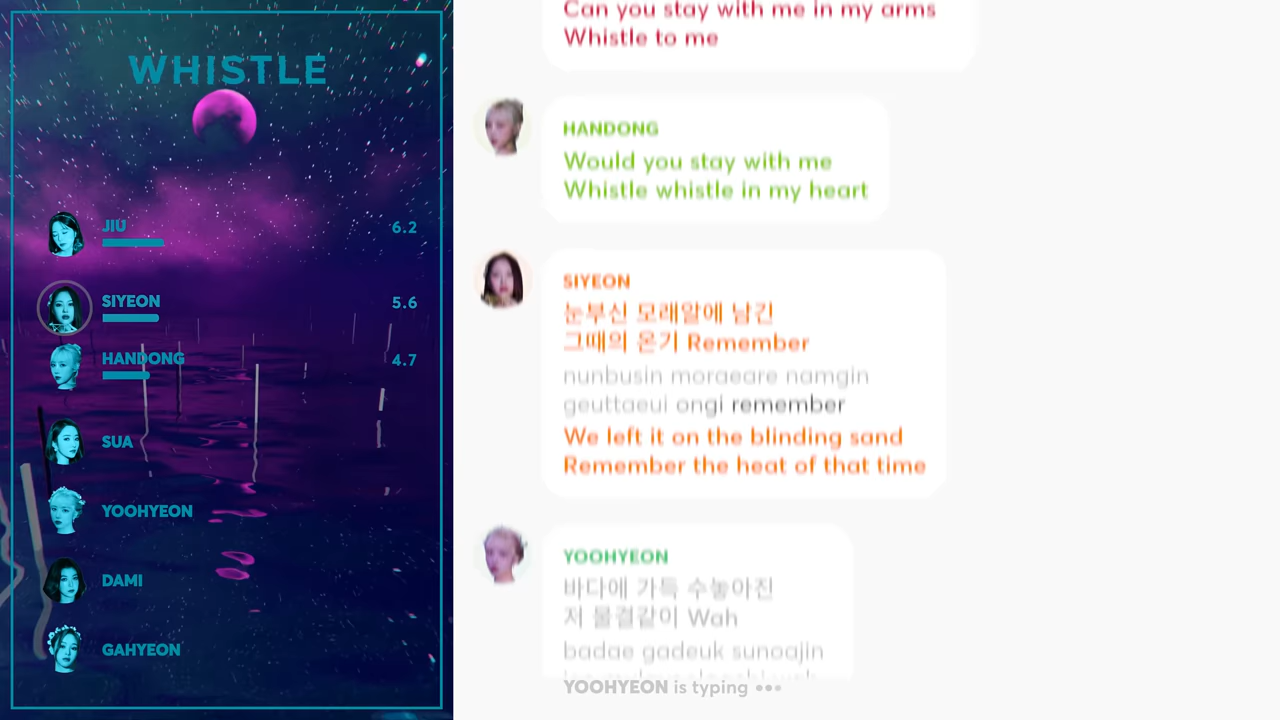 WHISTLE
JIU
6.2
SIYEON
5.6
HANDONG
4.7
SUA
YOOHYEON
DAMI
GAHYEON
Can you stay with me in my arms
Whistle to me
HANDONG
Would you stay with me
Whistle whistle in my heart
SIYEON
눈부신 모래알에 남긴
그때의 온기 Remember
nunbusin moraeare namgin
geuttaeui ongi remember
We left it on the blinding sand
Remember the heat of that time
YOOHYEON
바다에 가득 수놓아진
저 물결같이 Wah
badae gadeuk sunoajin
YOOHYEON is typing •••